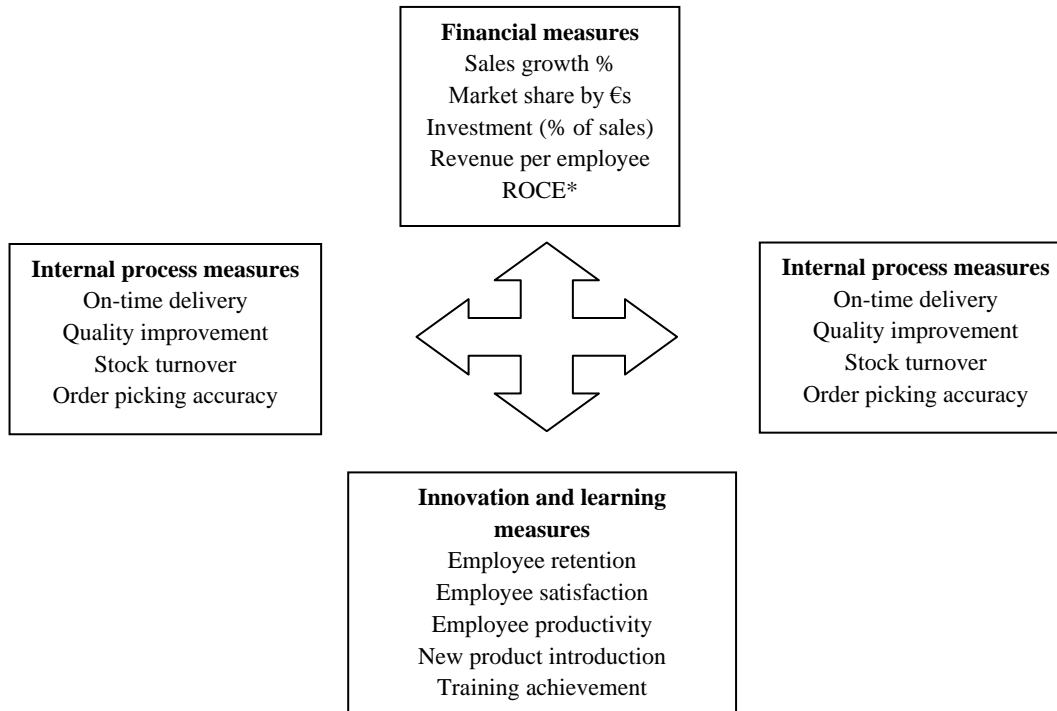 Financial measures
Sales growth %
Market share by €s
Investment (% of sales)
Revenue per employee
ROCE*
Internal process measures
On-time delivery
Quality improvement
Stock turnover
Order picking accuracy
Internal process measures
On-time delivery
Quality improvement
Stock turnover
Order picking accuracy
Innovation and learning
measures
Employee retention
Employee satisfaction
Employee productivity
New product introduction
Training achievement